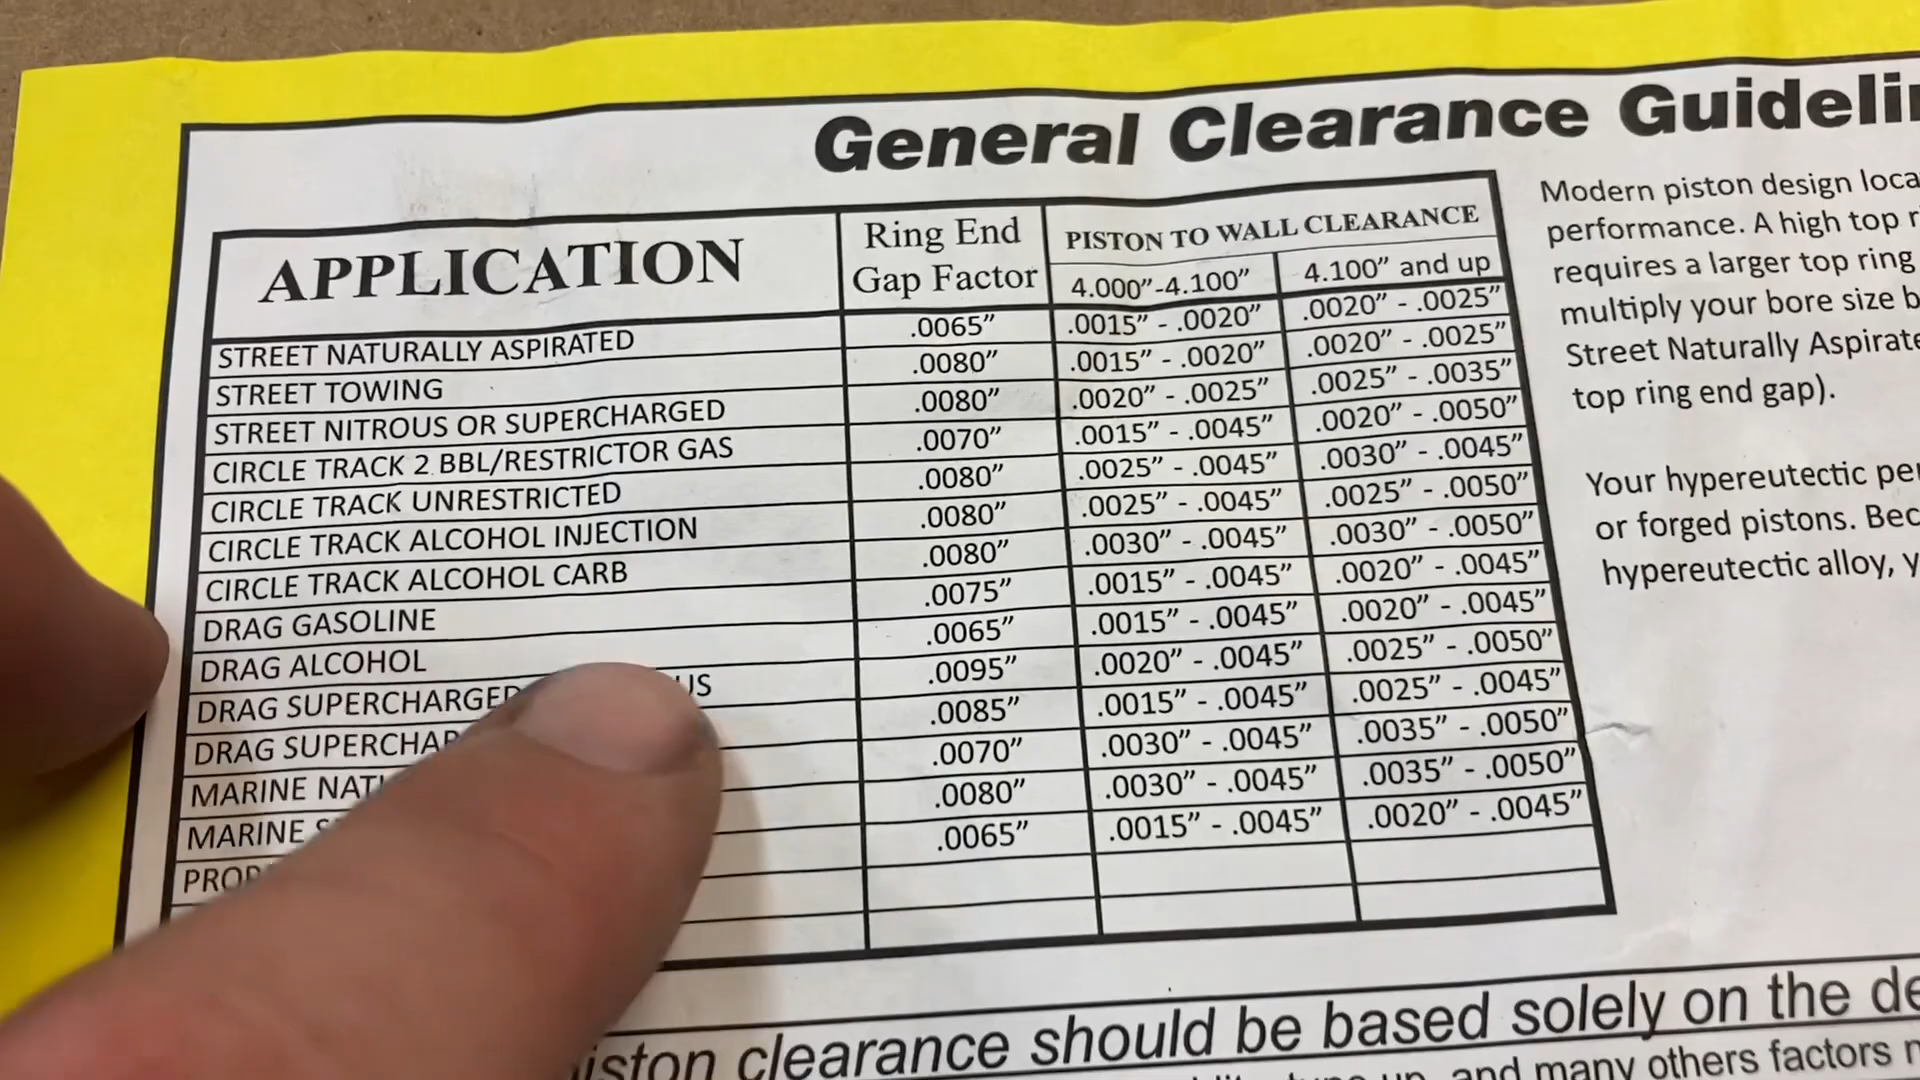 General Clearance
APPLICATION
Ring End
Gap Factor
PISTON TO WALL CLEARANCE
4.000"-4.100"
4.100" and up
STREET NATURALLY ASPIRATED .0065" .0015" - .0020" .0020" - .0025"
STREET TOWING .0080" .0015" - .0020" .0020" - .0025"
STREET NITROUS OR SUPERCHARGED .0080" .0020" - .0025" .0025" - .0035"
CIRCLE TRACK 2 BBL/RESTRICTOR GAS .0070" .0015" - .0045" .0020" - .0050"
CIRCLE TRACK UNRESTRICTED .0080" .0025" - .0045" .0030" - .0045"
CIRCLE TRACK ALCOHOL INJECTION .0080" .0025" - .0045" .0025" - .0050"
CIRCLE TRACK ALCOHOL CARB .0080" .0030" - .0045" .0030" - .0050"
DRAG GASOLINE .0075" .0015" - .0045" .0020" - .0045"
DRAG ALCOHOL .0065" .0015" - .0045" .0020" - .0045"
DRAG SUPERCHARGED .0095" .0020" - .0045" .0025" - .0050"
DRAG .0085" .0015" - .0045" .0025" - .0045"
MARINE .0070" .0030" - .0045" .0035" - .0050"
MARINE .0080" .0030" - .0045" .0035" - .0050"
.0065" .0015" - .0045" .0020" - .0045"
Modern piston design
performance. A high top
requires a larger top ring
multiply your bore size
Street Naturally
top ring end gap).
Your hypereutectic
or forged pistons.
hypereutectic alloy,
clearance should be based solely on the
and many others factors